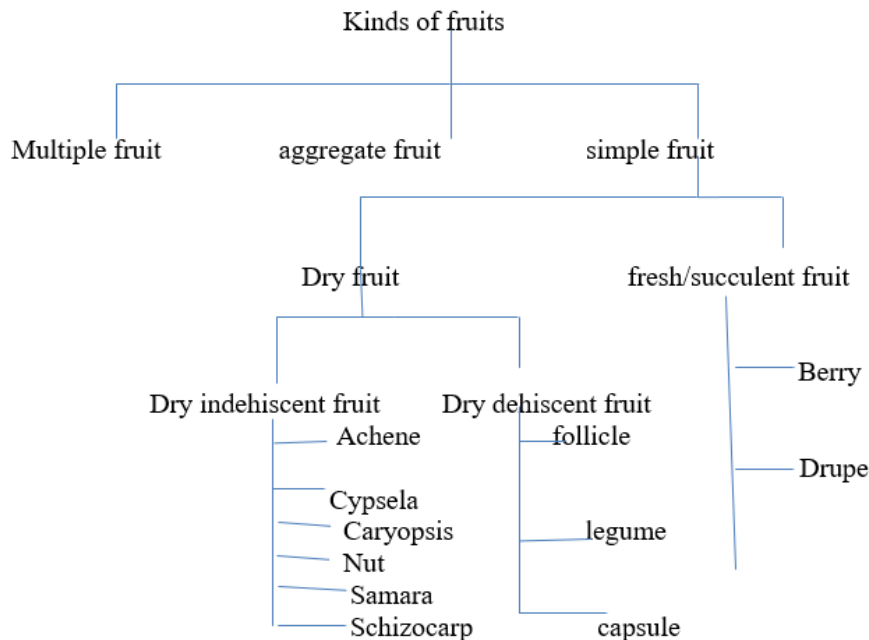 Kinds of fruits
Multiple fruit
aggregate fruit
simple fruit
Dry fruit
fresh/succulent fruit
Dry indehiscent fruit
Achene
Cypsela
Caryopsis
Nut
Samara
Schizocarp
Dry dehiscent fruit
follicle
legume
capsule
Berry
Drupe